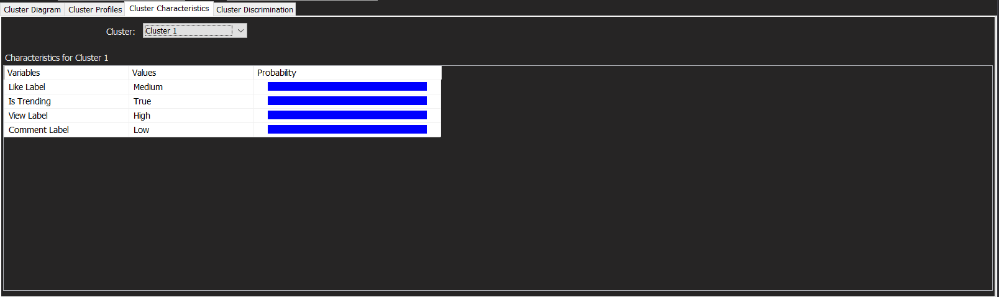 Cluster Diagram Cluster Profiles Cluster Characteristics Cluster Discrimination
Cluster: Cluster 1
Characteristics for Cluster 1
Variables Values Probability
Like Label Medium
Is Trending True
View Label High
Comment Label Low